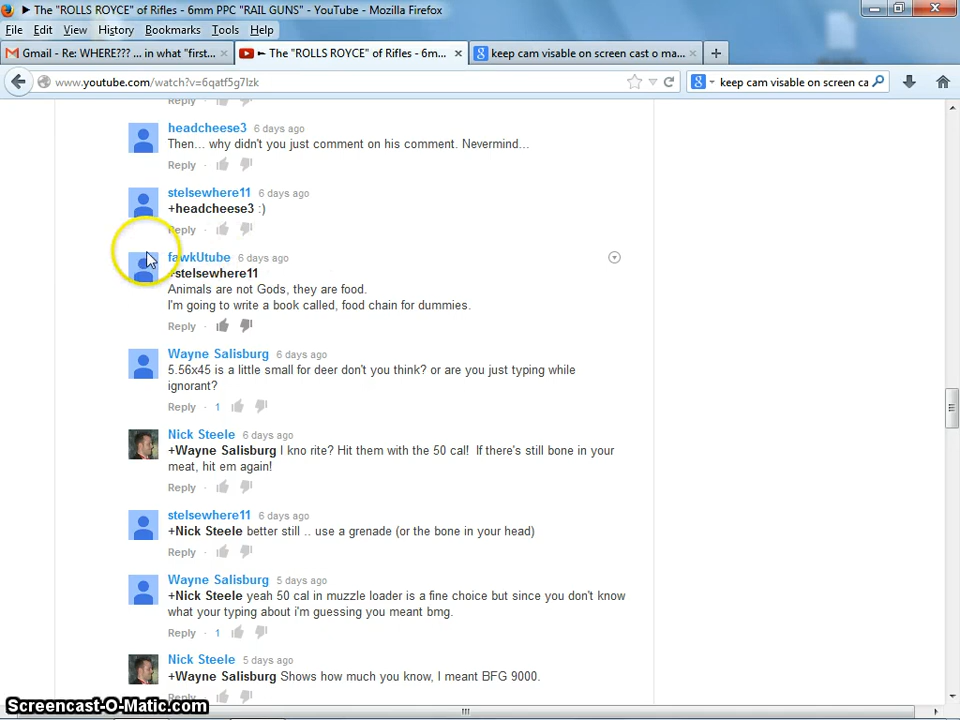 The "ROLLS ROYCE" of Rifles - 6mm PPC "RAIL GUNS" - YouTube - Mozilla Firefox
File Edit View History Bookmarks Tools Help
Gmail - Re: WHERE??? ... in what "first...
The "ROLLS ROYCE" of Rifles - 6m...
keep cam visable on screen cast o ma...
www.youtube.com/watch?v=6qatf5g7lzk
keep cam visable on screen ca
Reply
headcheese3 6 days ago
Then... why didn't you just comment on his comment. Nevermind...
Reply
stelsewhere11 6 days ago
+headcheese3 :)
Reply
fawkUtube 6 days ago
+stelsewhere11
Animals are not Gods, they are food.
I'm going to write a book called, food chain for dummies.
Reply
Wayne Salisburg 6 days ago
5.56x45 is a little small for deer don't you think? or are you just typing while
ignorant?
Reply · 1
Nick Steele 6 days ago
+Wayne Salisburg I kno rite? Hit them with the 50 cal! If there's still bone in your
meat, hit em again!
Reply
stelsewhere11 6 days ago
+Nick Steele better still .. use a grenade (or the bone in your head)
Reply
Wayne Salisburg 5 days ago
+Nick Steele yeah 50 cal in muzzle loader is a fine choice but since you don't know
what your typing about i'm guessing you meant bmg.
Reply · 1
Nick Steele 5 days ago
+Wayne Salisburg Shows how much you know, I meant BFG 9000.
Reply
Screencast-O-Matic.com